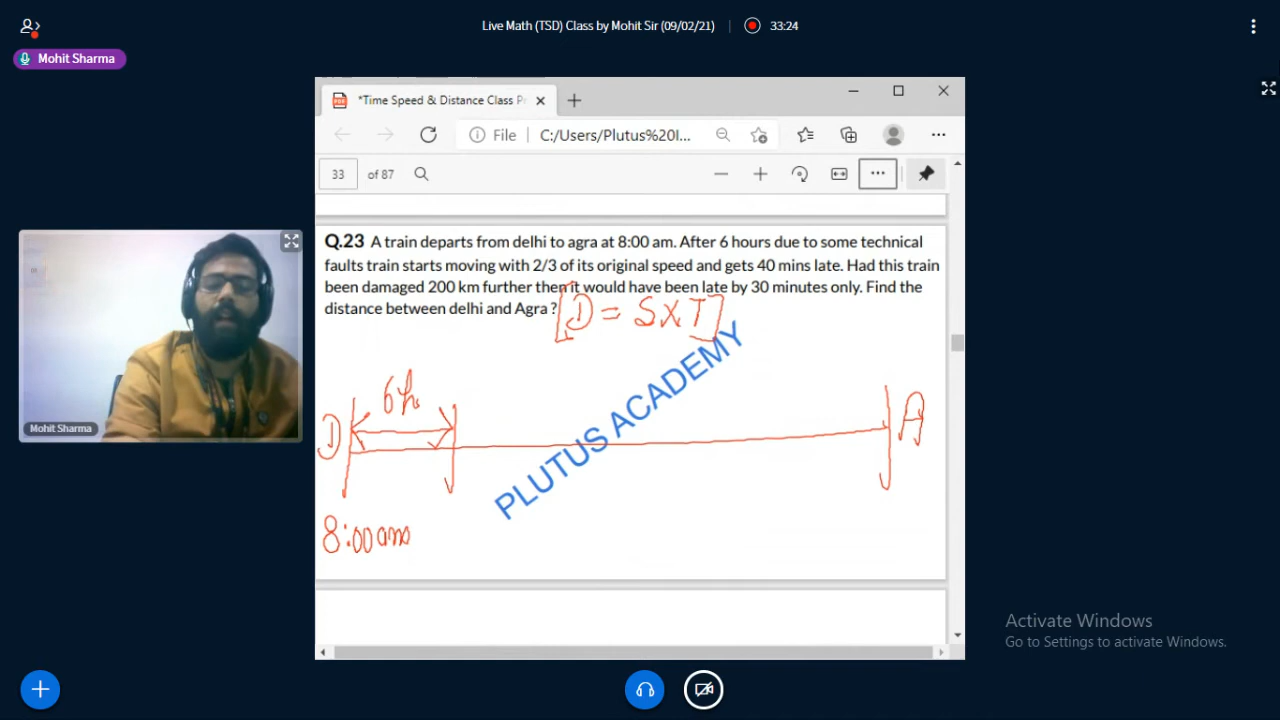 Live Math (TSD) Class by Mohit Sir (09/02/21)
33:24
Mohit Sharma
*Time Speed & Distance Class Pr
File
C:/Users/Plutus%20I...
33 of 87
Q.23 A train departs from delhi to agra at 8:00 am. After 6 hours due to some technical
faults train starts moving with 2/3 of its original speed and gets 40 mins late. Had this train
been damaged 200 km further then it would have been late by 30 minutes only. Find the
distance between delhi and Agra ?
[D = S X T]
6h
D
A
PLUTUS ACADEMY
8:00am
Mohit Sharma
Activate Windows
Go to Settings to activate Windows.